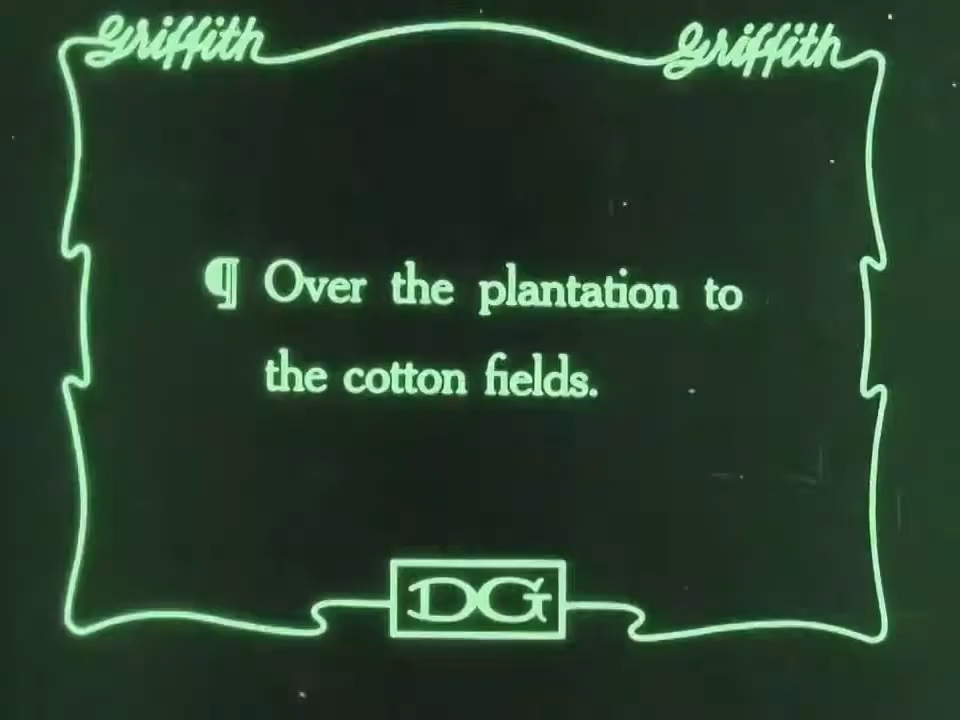 Griffith Griffith
¶ Over the plantation to
the cotton fields.
DG